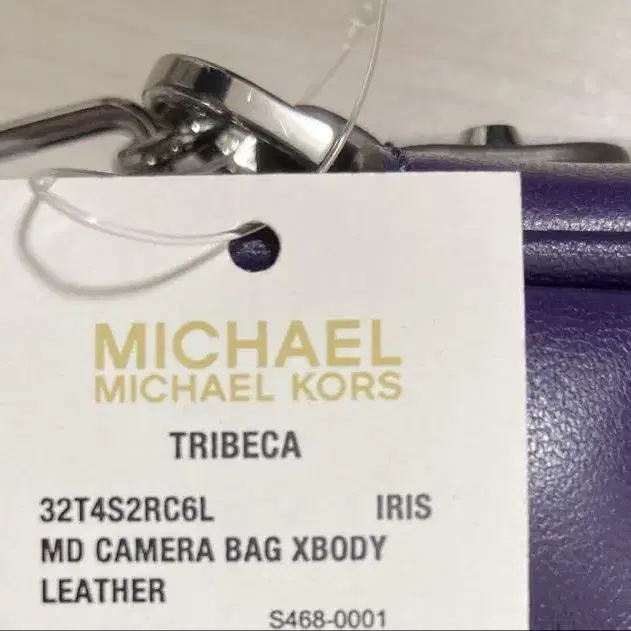 MICHAEL
MICHAEL KORS
TRIBECA
32T4S2RC6L IRIS
MD CAMERA BAG XBODY
LEATHER
S468-0001